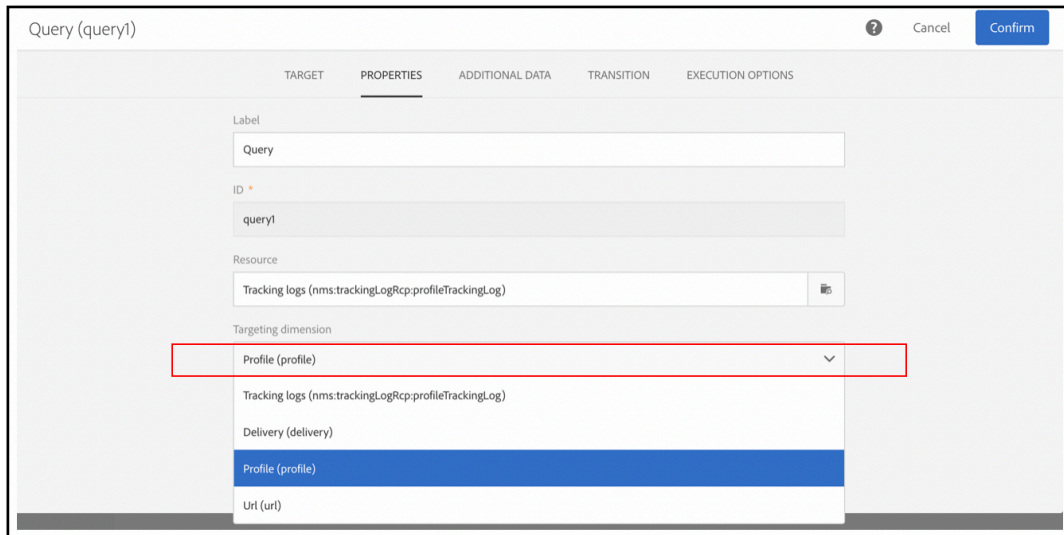 Query (query1)
? Cancel Confirm
TARGET PROPERTIES ADDITIONAL DATA TRANSITION EXECUTION OPTIONS
Label
Query
ID *
query1
Resource
Tracking logs (nms:trackingLogRcp:profileTrackingLog)
Targeting dimension
Profile (profile)
Tracking logs (nms:trackingLogRcp:profileTrackingLog)
Delivery (delivery)
Profile (profile)
Url (url)